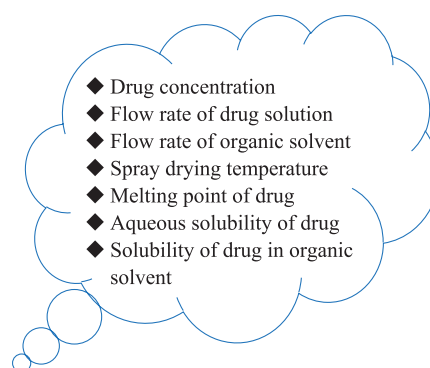 ◆ Drug concentration
◆ Flow rate of drug solution
◆ Flow rate of organic solvent
◆ Spray drying temperature
◆ Melting point of drug
◆ Aqueous solubility of drug
◆ Solubility of drug in organic
solvent